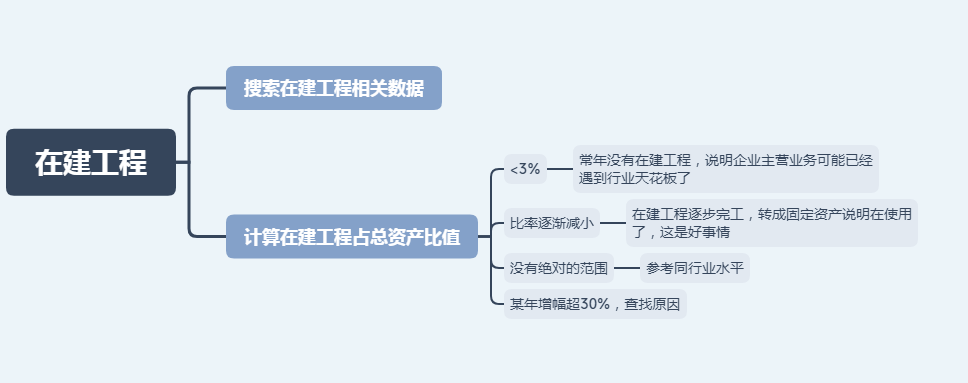 在建工程
搜索在建工程相关数据
计算在建工程占总资产比值
<3%
常年没有在建工程，说明企业主营业务可能已经
遇到行业天花板了
比率逐渐减小
在建工程逐步完工，转成固定资产说明在使用
了，这是好事情
没有绝对的范围
参考同行业水平
某年增幅超30%，查找原因